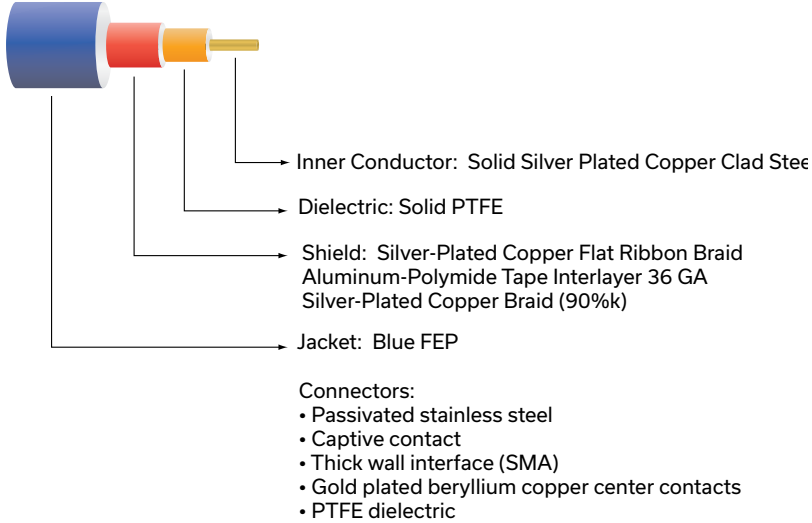 Inner Conductor: Solid Silver Plated Copper Clad Stee
Dielectric: Solid PTFE
Shield: Silver-Plated Copper Flat Ribbon Braid
Aluminum-Polymide Tape Interlayer 36 GA
Silver-Plated Copper Braid (90%k)
Jacket: Blue FEP
Connectors:
• Passivated stainless steel
• Captive contact
• Thick wall interface (SMA)
• Gold plated beryllium copper center contacts
• PTFE dielectric